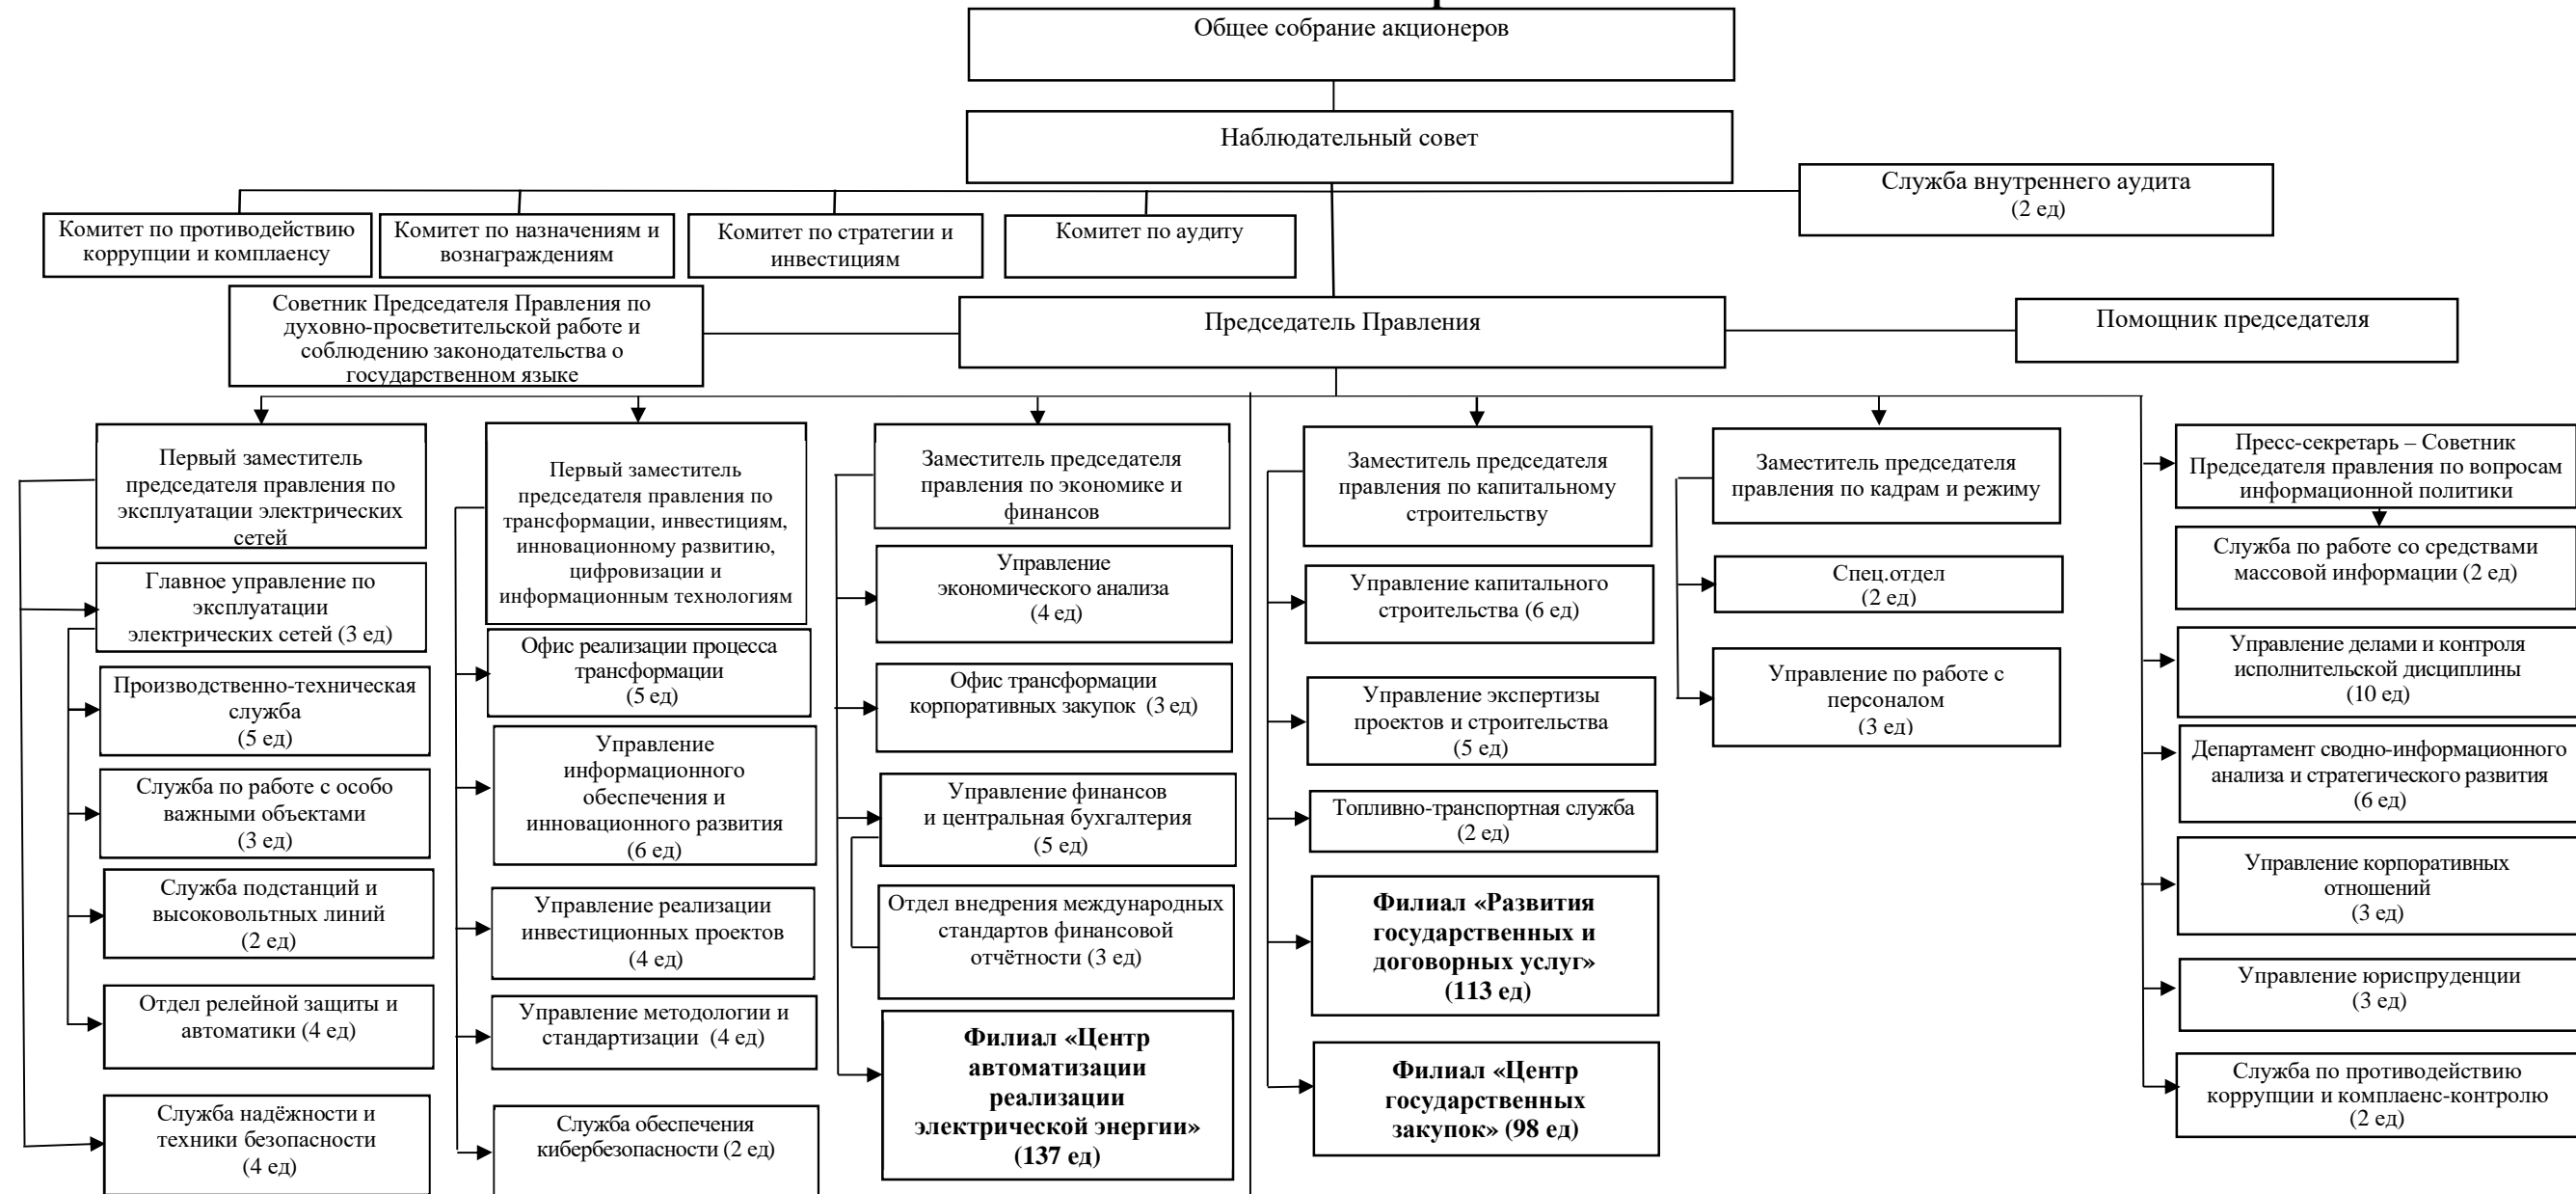 Общее собрание акционеров
Наблюдательный совет
Служба внутреннего аудита
(2 ед)
Комитет по противодействию
коррупции и комплаенсу
Комитет по назначениям и
вознаграждениям
Комитет по стратегии и
инвестициям
Комитет по аудиту
Советник Председателя Правления по
духовно-просветительской работе и
соблюдению законодательства о
государственном языке
Председатель Правления
Помощник председателя
Первый заместитель
председателя правления по
эксплуатации электрических
сетей
Главное управление по
эксплуатации
электрических сетей (3 ед)
Производственно-техническая
служба
(5 ед)
Служба по работе с особо
важными объектами
(3 ед)
Служба подстанций и
высоковольтных линий
(2 ед)
Отдел релейной защиты и
автоматики (4 ед)
Служба надёжности и
техники безопасности
(4 ед)
Первый заместитель
председателя правления по
трансформации, инвестициям,
инновационному развитию,
цифровизации и
информационным технологиям
Офис реализации процесса
трансформации
(5 ед)
Управление
информационного
обеспечения и
инновационного развития
(6 ед)
Управление реализации
инвестиционных проектов
(4 ед)
Управление методологии и
стандартизации (4 ед)
Служба обеспечения
кибербезопасности (2 ед)
Заместитель председателя
правления по экономике и
финансов
Управление
экономического анализа
(4 ед)
Офис трансформации
корпоративных закупок (3 ед)
Управление финансов
и центральная бухгалтерия
(5 ед)
Отдел внедрения международных
стандартов финансовой
отчётности (3 ед)
Филиал «Центр
автоматизации
реализации
электрической энергии»
(137 ед)
Заместитель председателя
правления по капитальному
строительству
Управление капитального
строительства (6 ед)
Управление экспертизы
проектов и строительства
(5 ед)
Топливно-транспортная служба
(2 ед)
Филиал «Развития
государственных и
договорных услуг»
(113 ед)
Филиал «Центр
государственных
закупок» (98 ед)
Заместитель председателя
правления по кадрам и режиму
Спец.отдел
(2 ед)
Управление по работе с
персоналом
(3 ед)
Пресс-секретарь – Советник
Председателя правления по вопросам
информационной политики
Служба по работе со средствами
массовой информации (2 ед)
Управление делами и контроля
исполнительской дисциплины
(10 ед)
Департамент сводно-информационного
анализа и стратегического развития
(6 ед)
Управление корпоративных
отношений
(3 ед)
Управление юриспруденции
(3 ед)
Служба по противодействию
коррупции и комплаенс-контролю
(2 ед)